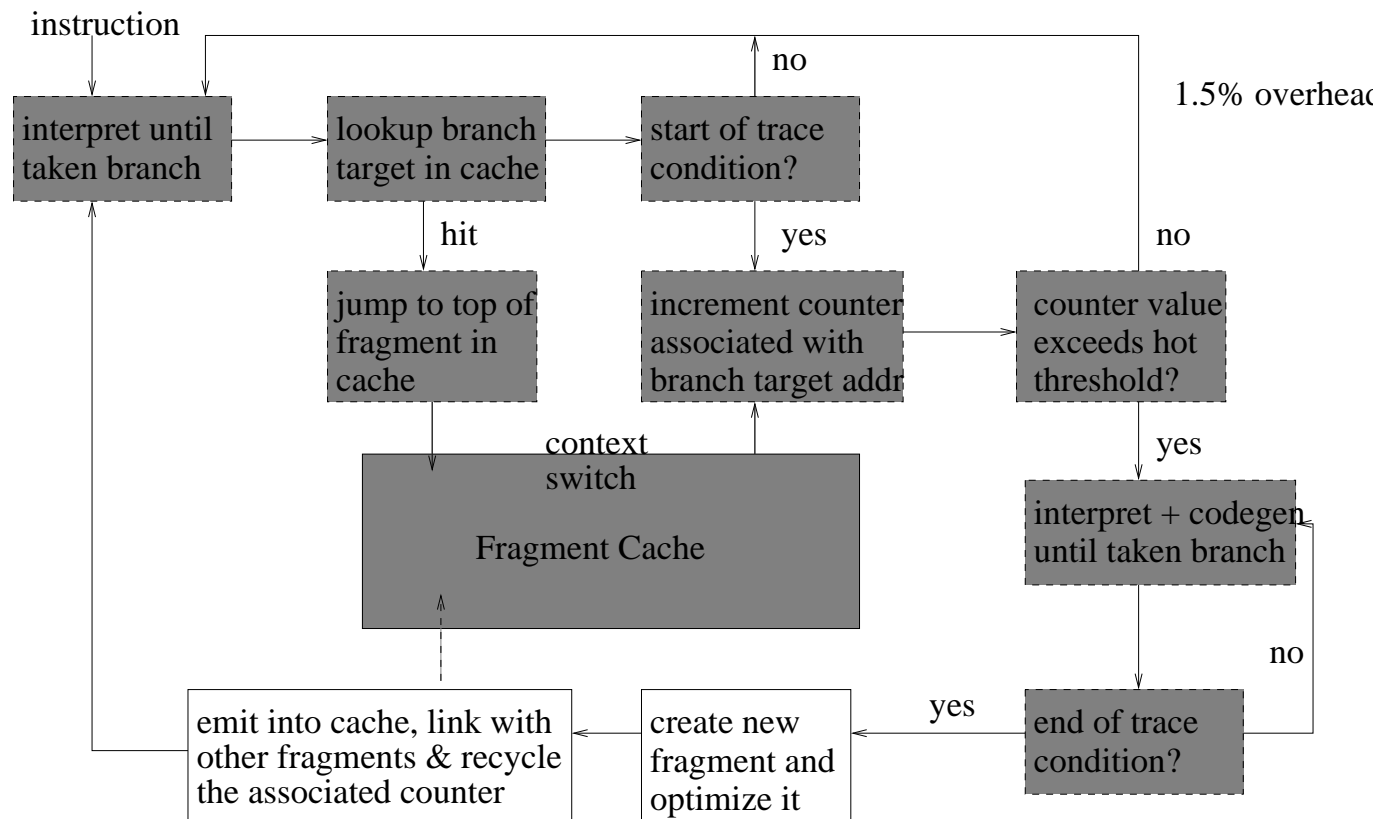 instruction
no
1.5% overhead
interpret until
taken branch
lookup branch
target in cache
start of trace
condition?
hit
yes
no
jump to top of
fragment in
cache
increment counter
associated with
branch target addr
counter value
exceeds hot
threshold?
context
switch
yes
Fragment Cache
interpret + codegen
until taken branch
no
emit into cache, link with
other fragments & recycle
the associated counter
create new
fragment and
optimize it
yes
end of trace
condition?